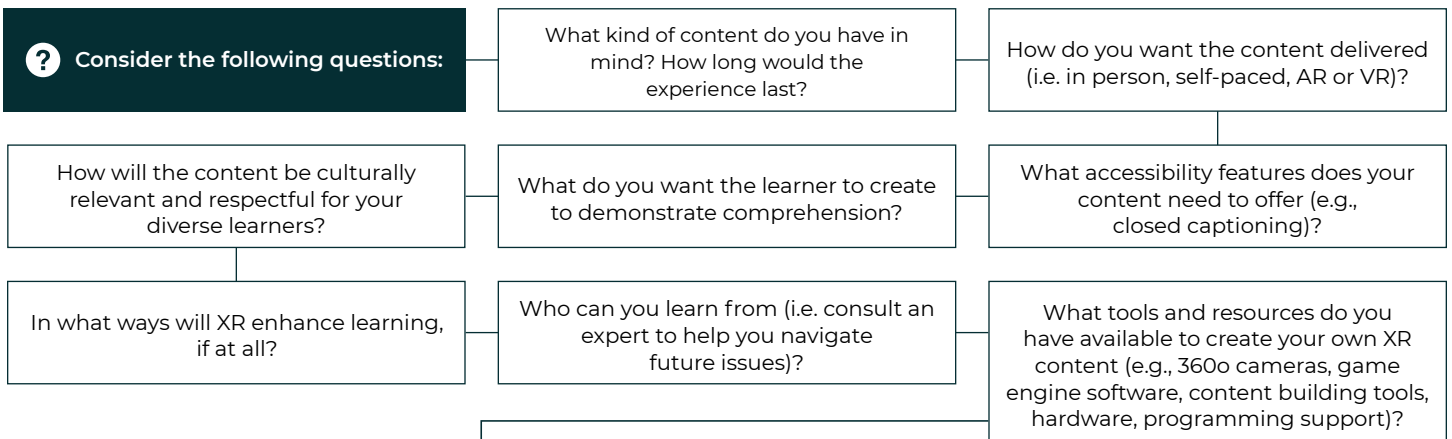 ? Consider the following questions:
What kind of content do you have in
mind? How long would the
experience last?
How do you want the content delivered
(i.e. in person, self-paced, AR or VR)?
What accessibility features does your
content need to offer (e.g.,
closed captioning)?
What do you want the learner to create
to demonstrate comprehension?
How will the content be culturally
relevant and respectful for your
diverse learners?
In what ways will XR enhance learning,
if at all?
Who can you learn from (i.e. consult an
expert to help you navigate
future issues)?
What tools and resources do you
have available to create your own XR
content (e.g., 360o cameras, game
engine software, content building tools,
hardware, programming support)?